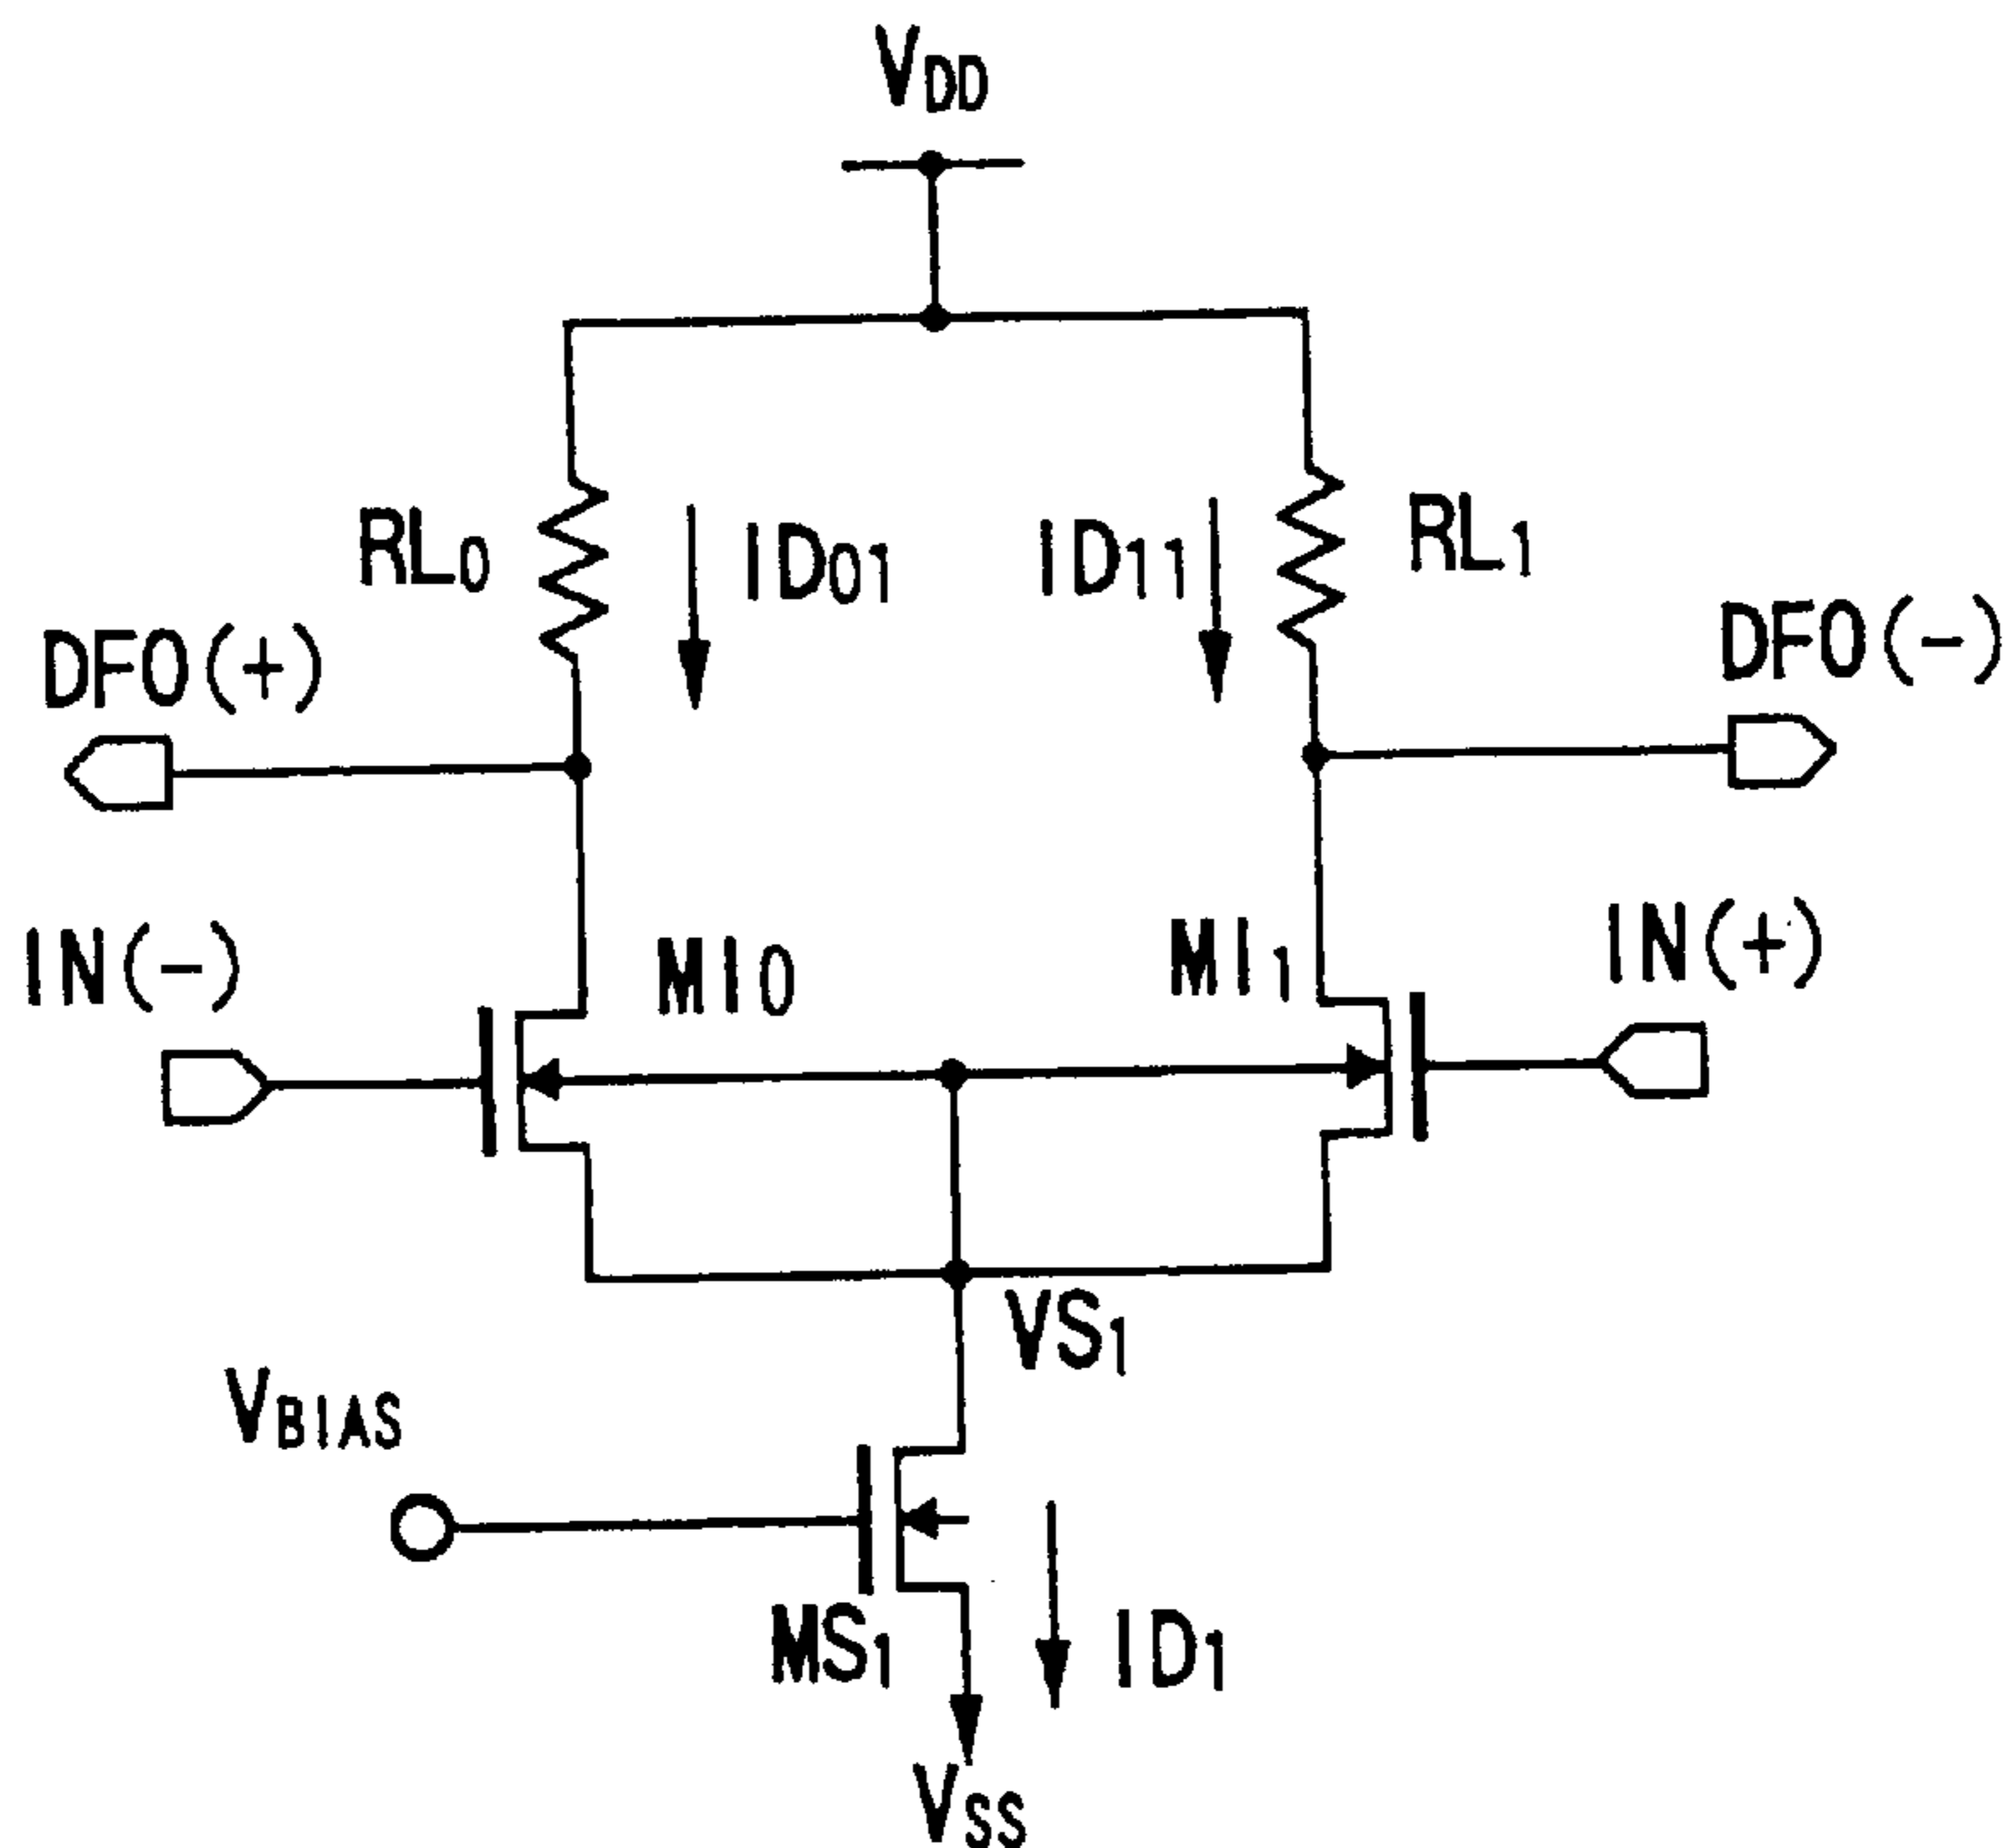 VDD
RL0
ID01
ID11
RL1
DFO(+)
DFO(-)
IN(-)
MI0
MI1
IN(+)
VS1
VBIAS
MS1
ID1
VSS